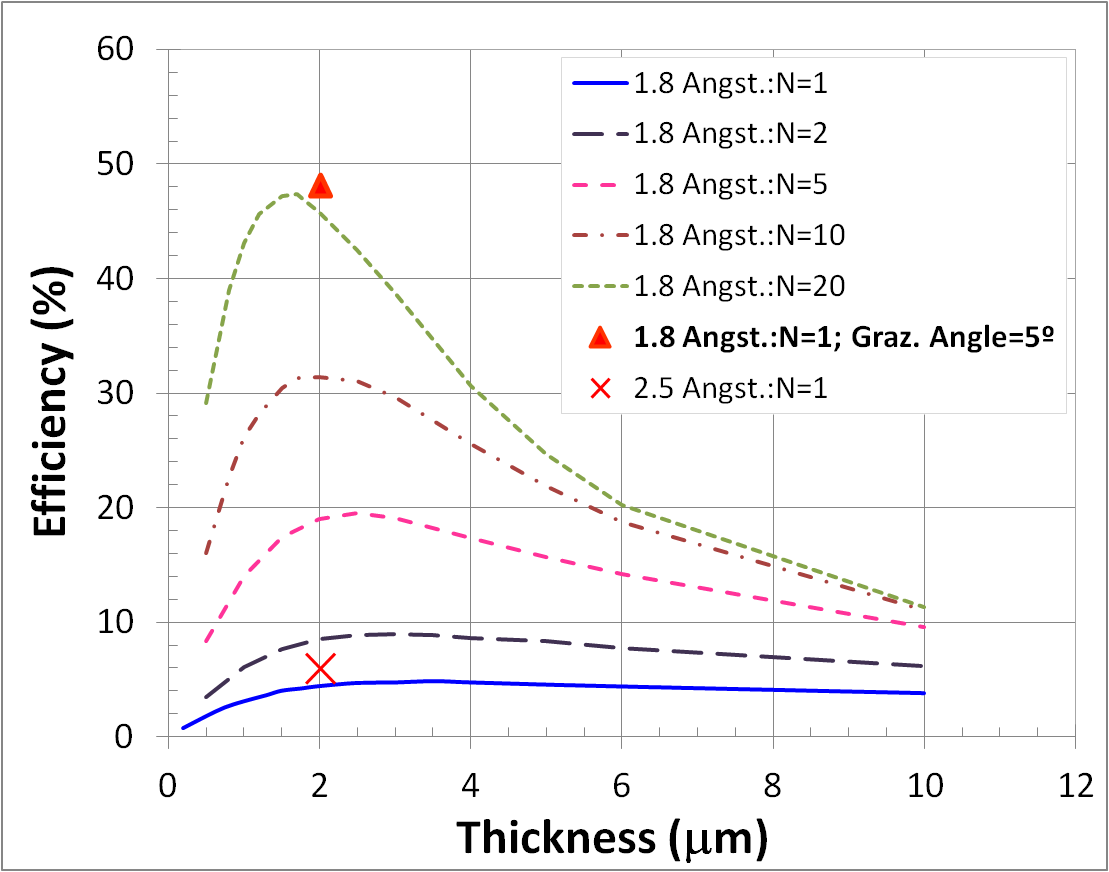 60
50
40
30
20
10
0
Efficiency (%)
1.8 Angst.:N=1
1.8 Angst.:N=2
1.8 Angst.:N=5
1.8 Angst.:N=10
1.8 Angst.:N=20
1.8 Angst.:N=1; Graz. Angle=5º
2.5 Angst.:N=1
0 2 4 6 8 10 12
Thickness (μm)